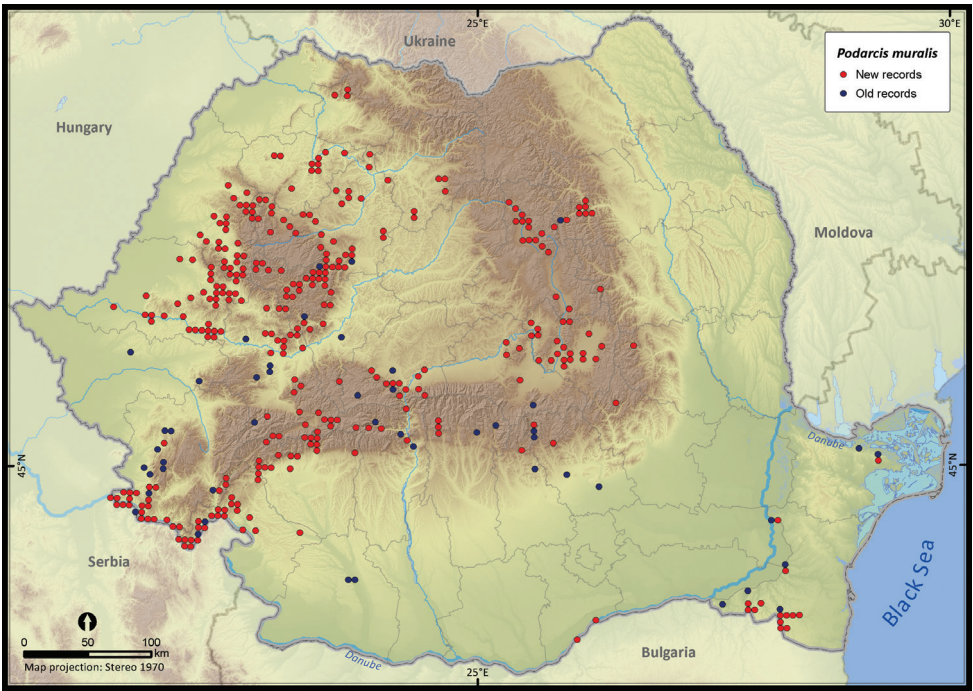 25°E
30°E
Ukraine
Podarcis muralis
New records
Old records
Hungary
Moldova
Danube
45°N
45°N
Serbia
Black Sea
0 50 100
km
Map projection: Stereo 1970
Danube
Bulgaria
25°E